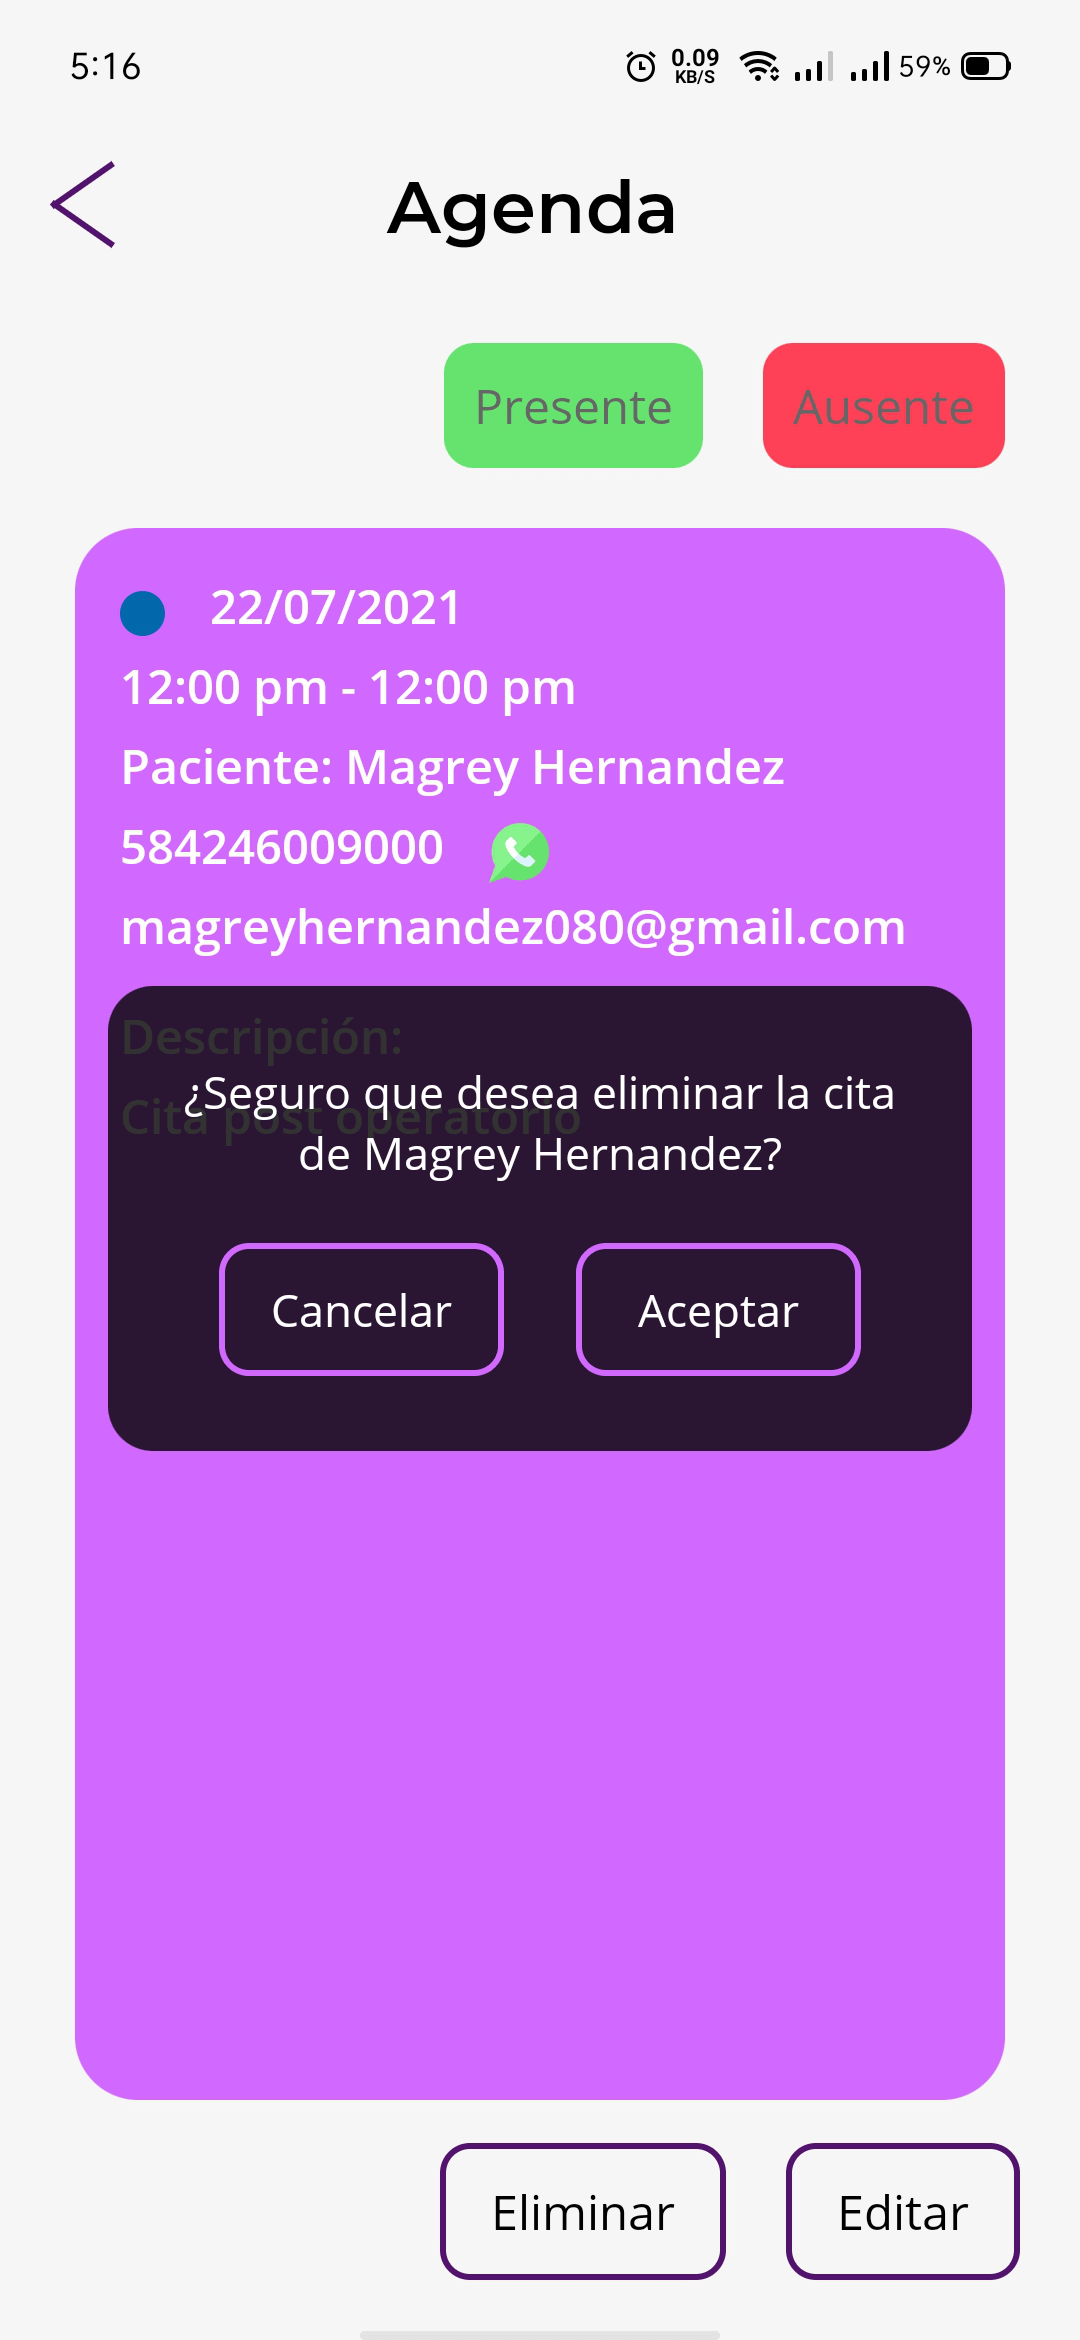 5:16
0.09
KB/S
59%
Agenda
Presente
Ausente
22/07/2021
12:00 pm - 12:00 pm
Paciente: Magrey Hernandez
584246009000
magreyhernandez080@gmail.com
Descripción:
Cita post operatorio
¿Seguro que desea eliminar la cita
de Magrey Hernandez?
Cancelar
Aceptar
Eliminar
Editar